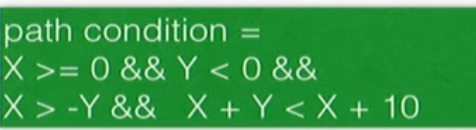 path condition =
X >= 0 && Y < 0 &&
X > -Y && X + Y < X + 10